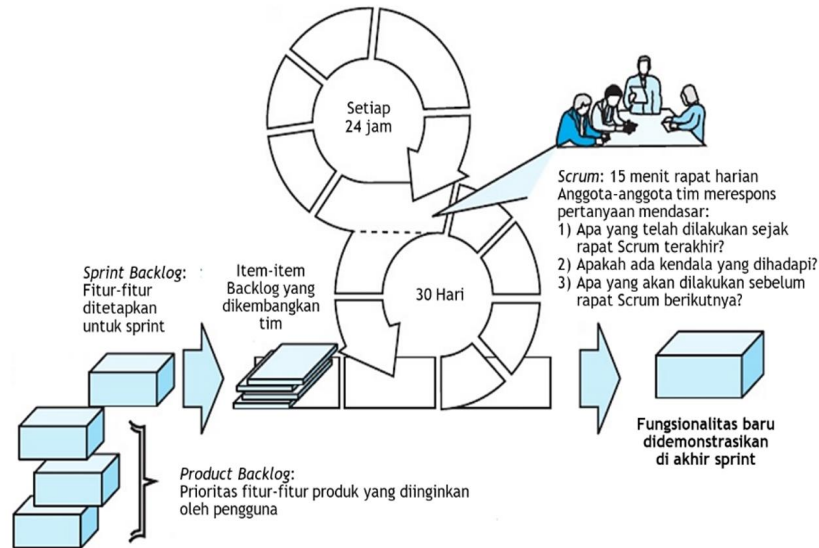 Setiap
24 jam
Scrum: 15 menit rapat harian
Anggota-anggota tim merespons
pertanyaan mendasar:
1) Apa yang telah dilakukan sejak
rapat Scrum terakhir?
2) Apakah ada kendala yang dihadapi?
3) Apa yang akan dilakukan sebelum
rapat Scrum berikutnya?
Sprint Backlog:
Fitur-fitur
ditetapkan
untuk sprint
Item-item
Backlog yang
dikembangkan
tim
30 Hari
Fungsionalitas baru
didemonstrasikan
di akhir sprint
Product Backlog:
Prioritas fitur-fitur produk yang diinginkan
oleh pengguna